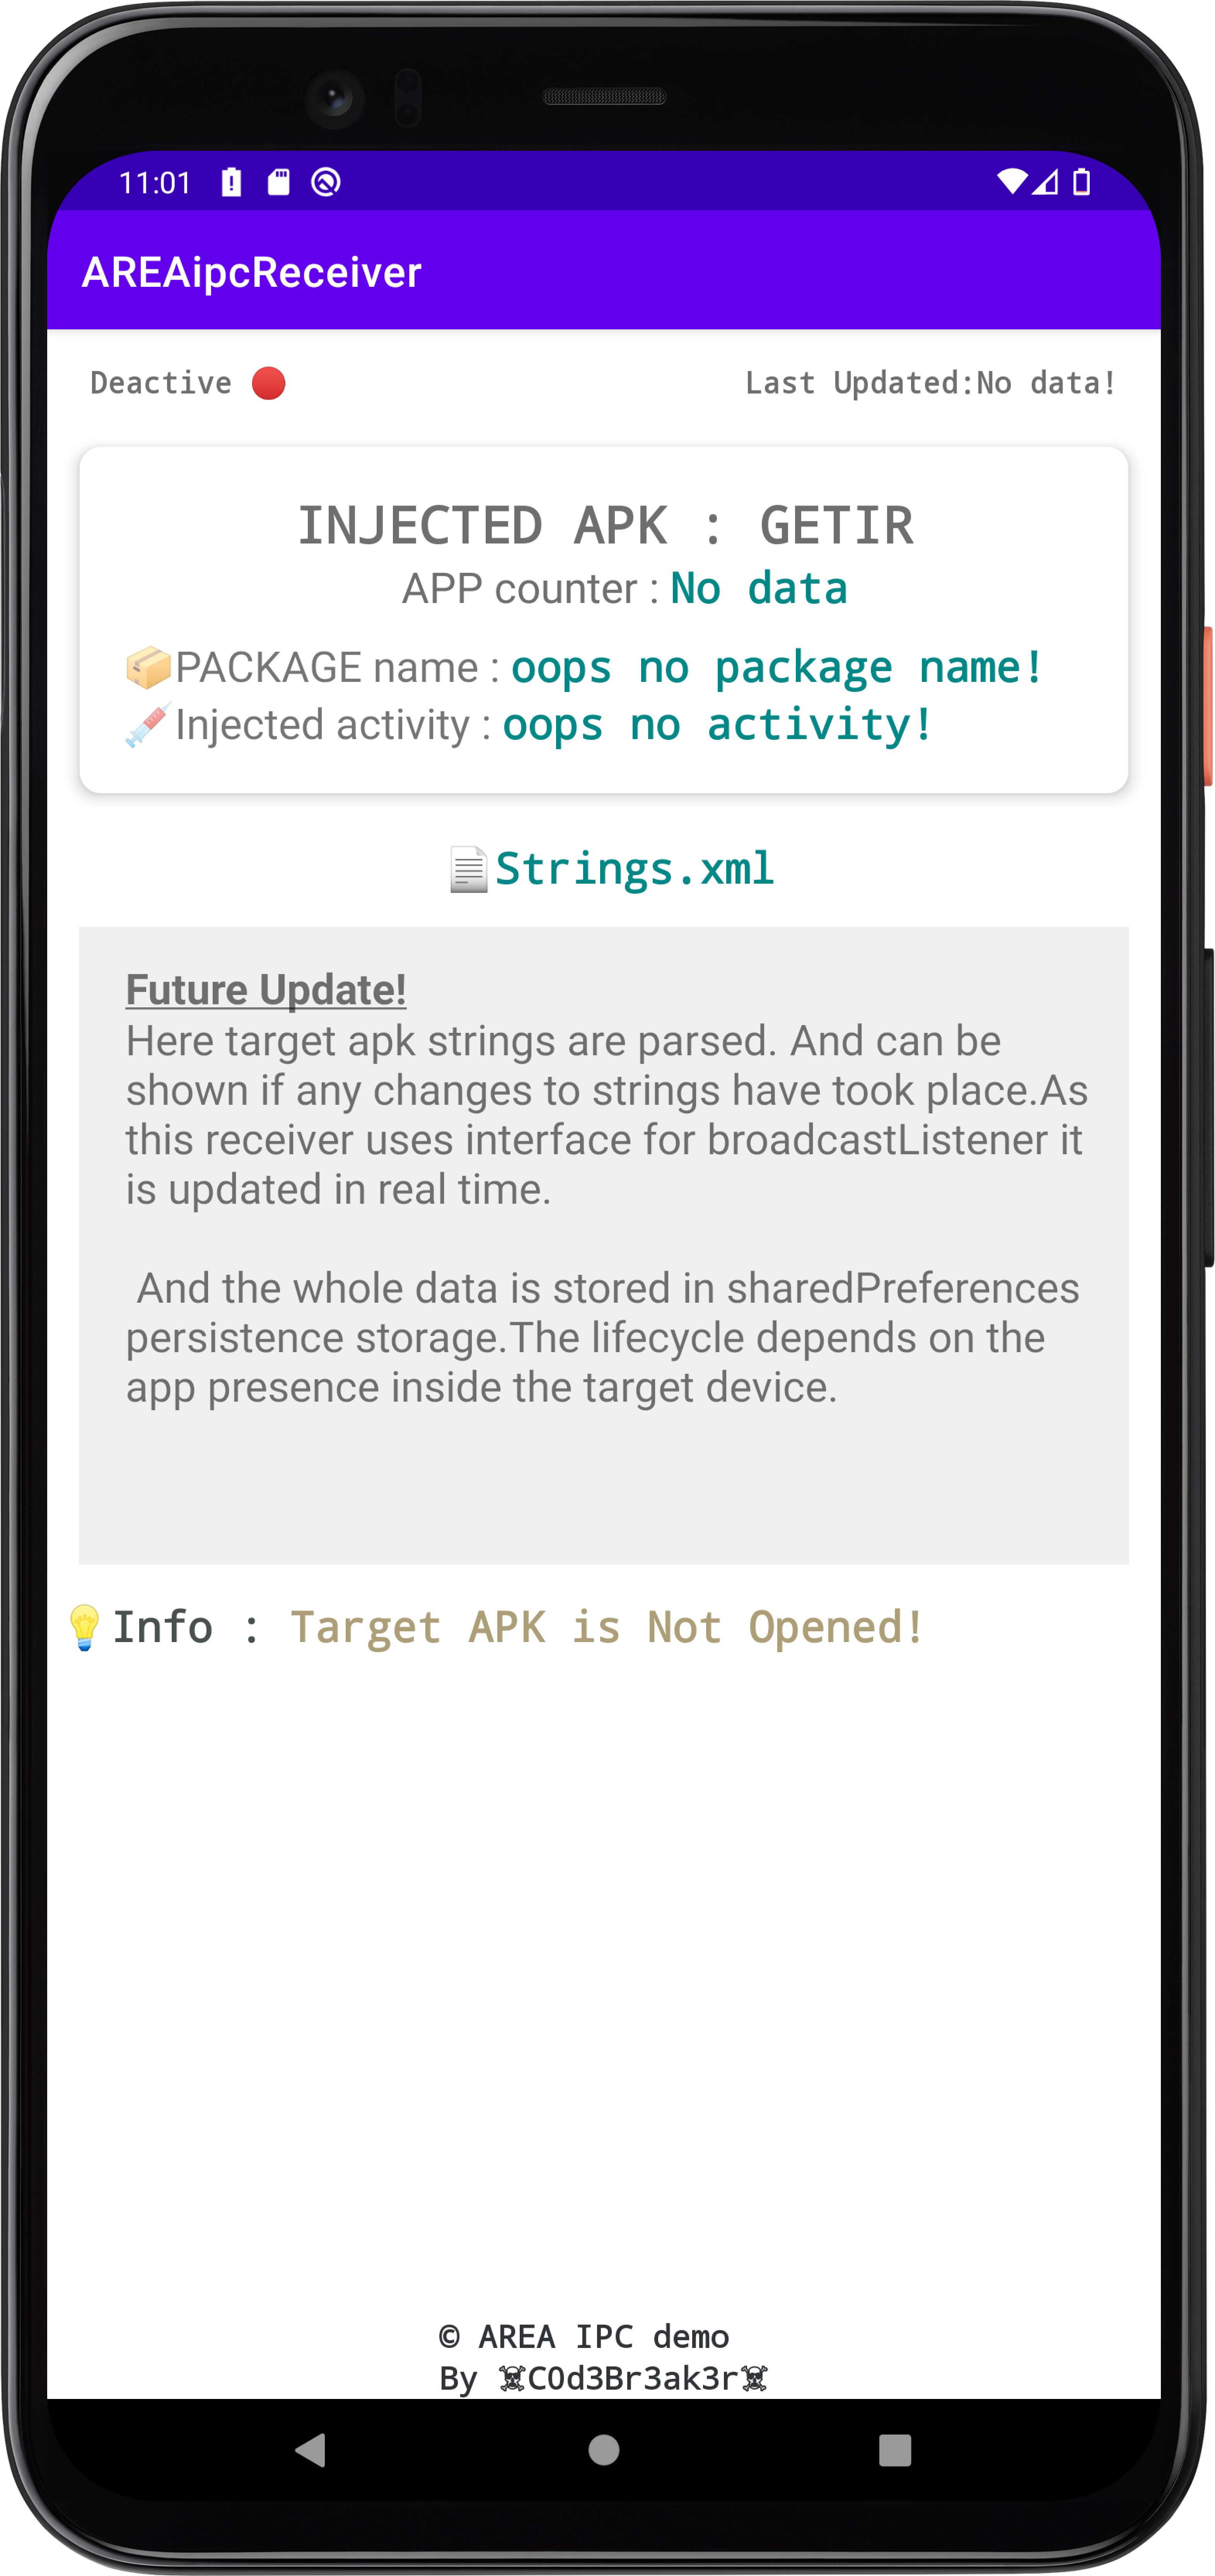 11:01
AREAipcReceiver
Deactive 🔴 Last Updated:No data!
INJECTED APK : GETIR
APP counter : No data
📦PACKAGE name : oops no package name!
💉Injected activity : oops no activity!
📄Strings.xml
Future Update!
Here target apk strings are parsed. And can be
shown if any changes to strings have took place.As
this receiver uses interface for broadcastListener it
is updated in real time.
And the whole data is stored in sharedPreferences
persistence storage.The lifecycle depends on the
app presence inside the target device.
💡Info : Target APK is Not Opened!
© AREA IPC demo
By ☠C0d3Br3ak3r☠